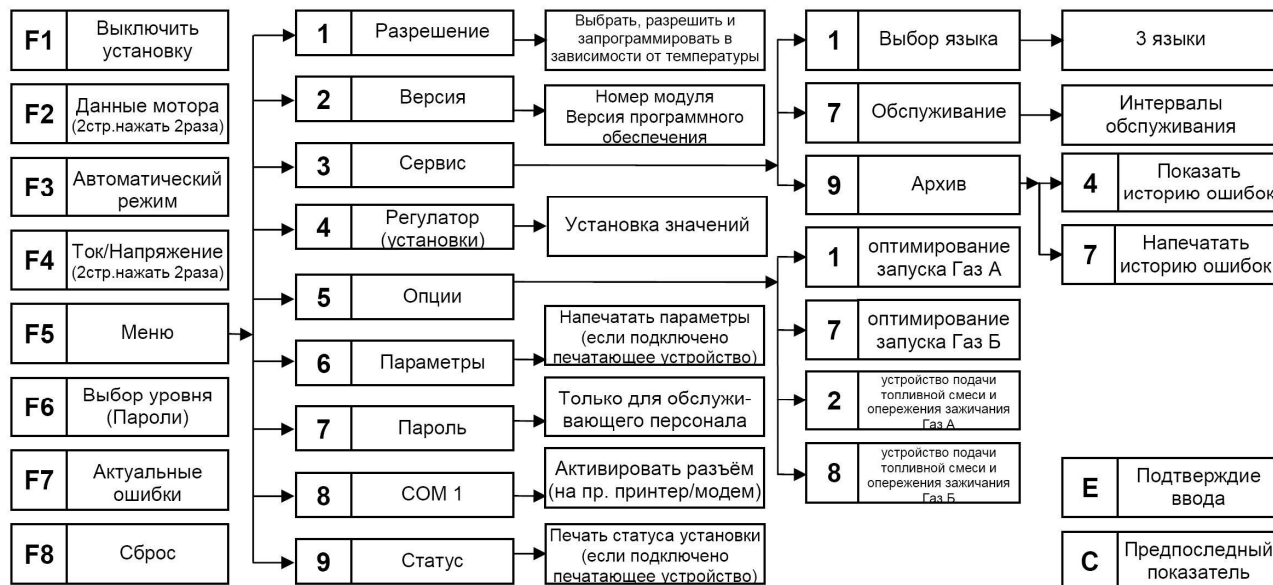 F1
Выключить
установку
F2
Данные мотора
(2стр.нажать 2раза)
F3
Автоматический
режим
F4
Ток/Напряжение
(2стр.нажать 2раза)
F5
Меню
F6
Выбор уровня
(Пароли)
F7
Актуальные
ошибки
F8
Сброс
1
Разрешение
2
Версия
3
Сервис
4
Регулятор
(установки)
5
Опции
6
Параметры
7
Пароль
8
COM 1
9
Статус
Выбрать, разрешить и
запрограммировать в
зависимости от температуры
Номер модуля
Версия программного
обеспечения
Установка значений
Напечатать параметры
(если подключено
печатающее устройство)
Только для обслужи-
вающего персонала
Активировать разъём
(на пр. принтер/модем)
Печать статуса установки
(если подключено
печатающее устройство)
1
Выбор языка
7
Обслуживание
9
Архив
1
оптимирование
запуска Газ А
7
оптимирование
запуска Газ Б
2
устройство подачи
топливной смеси и
опережения зажичания
Газ А
8
устройство подачи
топливной смеси и
опережения зажичания
Газ Б
3 языки
Интервалы
обслуживания
4
Показать
историю ошибок
7
Напечатать
историю ошибок
E
Подтверждие
ввода
C
Предпоследный
показатель